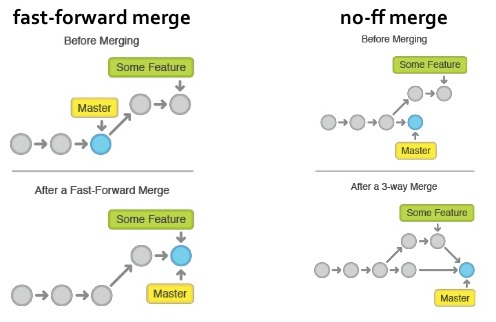 fast-forward merge
Before Merging
Some Feature
Master
After a Fast-Forward Merge
Some Feature
Master
no-ff merge
Before Merging
Some Feature
Master
After a 3-way Merge
Some Feature
Master